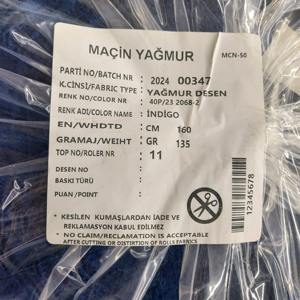 MAÇİN YAĞMUR
MCN-50
PARTİ NO/BATCH NR : 2024 00347
K.CİNSİ/FABRIC TYPE : YAĞMUR DESEN
RENK NO/COLOR NR : 40P/23 2068-2
RENK ADI/COLOR NAME : İNDİGO
EN/WHDTD : CM 160
GRAMAJ/WEIHT : GR 135
TOP NO/ROLER NR : 11
DESEN NO :
BASKI TÜRÜ :
PUAN/POINT :
12345678
* KESİLEN KUMAŞLARDAN İADE VE
REKLAMASYON KABUL EDİLMEZ
* NO CLAIM/RECLAMATION IS ACCEPTABLE
AFTER CUTTING OR DISTORTION OF ROLLS FABRICS